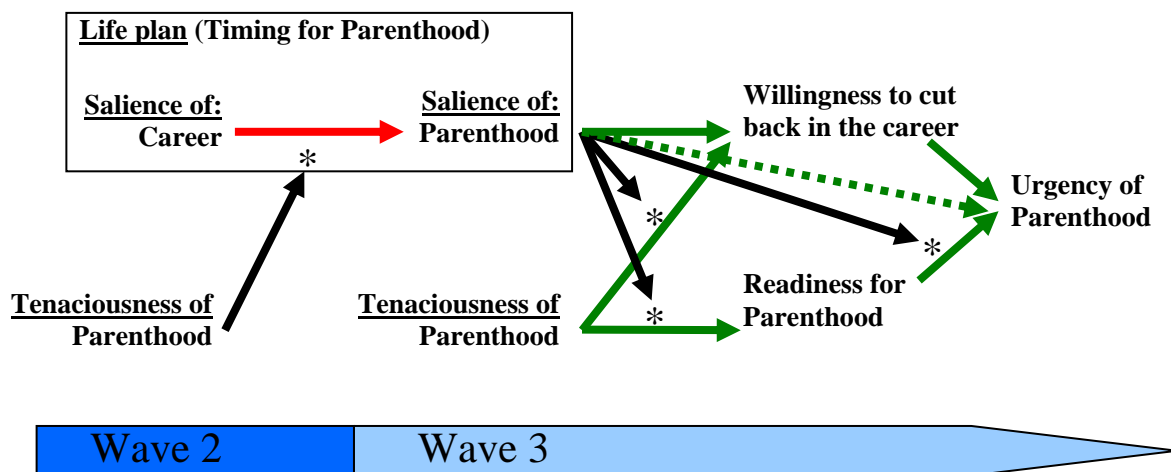 Life plan (Timing for Parenthood)
Salience of:
Career
Salience of:
Parenthood
Willingness to cut
back in the career
*
Urgency of
Parenthood
*
*
Tenaciousness of
Parenthood
Tenaciousness of
Parenthood
*
Readiness for
Parenthood
Wave 2
Wave 3